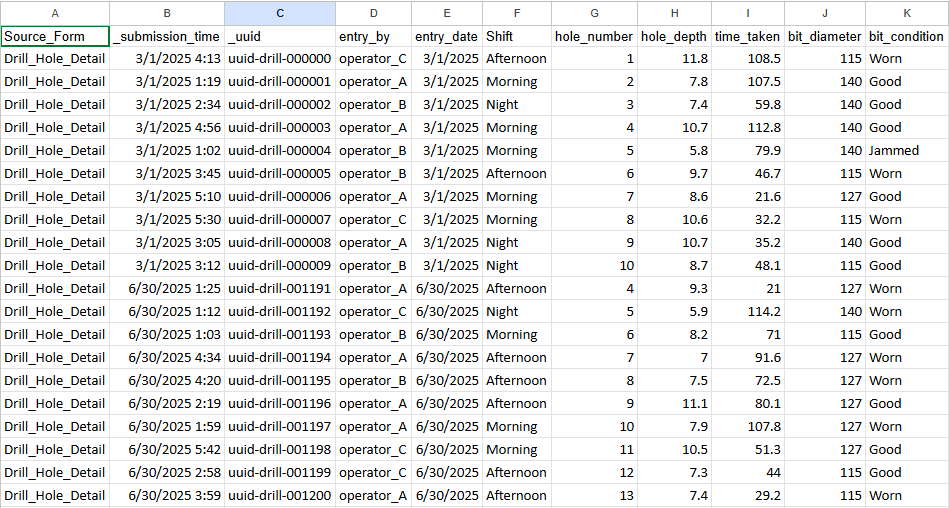 A B C D E F G H I J K
Source_Form _submission_time _uuid entry_by entry_date Shift hole_number hole_depth time_taken bit_diameter bit_condition
Drill_Hole_Detail 3/1/2025 4:13 uuid-drill-000000 operator_C 3/1/2025 Afternoon 1 11.8 108.5 115 Worn
Drill_Hole_Detail 3/1/2025 1:19 uuid-drill-000001 operator_A 3/1/2025 Morning 2 7.8 107.5 140 Good
Drill_Hole_Detail 3/1/2025 2:34 uuid-drill-000002 operator_B 3/1/2025 Night 3 7.4 59.8 140 Good
Drill_Hole_Detail 3/1/2025 4:56 uuid-drill-000003 operator_A 3/1/2025 Morning 4 10.7 112.8 140 Good
Drill_Hole_Detail 3/1/2025 1:02 uuid-drill-000004 operator_B 3/1/2025 Morning 5 5.8 79.9 140 Jammed
Drill_Hole_Detail 3/1/2025 3:45 uuid-drill-000005 operator_B 3/1/2025 Afternoon 6 9.7 46.7 115 Worn
Drill_Hole_Detail 3/1/2025 5:10 uuid-drill-000006 operator_A 3/1/2025 Morning 7 8.6 21.6 127 Good
Drill_Hole_Detail 3/1/2025 5:30 uuid-drill-000007 operator_C 3/1/2025 Morning 8 10.6 32.2 115 Worn
Drill_Hole_Detail 3/1/2025 3:05 uuid-drill-000008 operator_A 3/1/2025 Night 9 10.7 35.2 140 Good
Drill_Hole_Detail 3/1/2025 3:12 uuid-drill-000009 operator_B 3/1/2025 Night 10 8.7 48.1 115 Good
Drill_Hole_Detail 6/30/2025 1:25 uuid-drill-001191 operator_A 6/30/2025 Afternoon 4 9.3 21 127 Worn
Drill_Hole_Detail 6/30/2025 1:12 uuid-drill-001192 operator_C 6/30/2025 Night 5 5.9 114.2 140 Worn
Drill_Hole_Detail 6/30/2025 1:03 uuid-drill-001193 operator_B 6/30/2025 Morning 6 8.2 71 115 Good
Drill_Hole_Detail 6/30/2025 4:34 uuid-drill-001194 operator_A 6/30/2025 Afternoon 7 7 91.6 127 Worn
Drill_Hole_Detail 6/30/2025 4:20 uuid-drill-001195 operator_B 6/30/2025 Afternoon 8 7.5 72.5 127 Worn
Drill_Hole_Detail 6/30/2025 2:19 uuid-drill-001196 operator_A 6/30/2025 Afternoon 9 11.1 80.1 127 Good
Drill_Hole_Detail 6/30/2025 1:59 uuid-drill-001197 operator_A 6/30/2025 Morning 10 7.9 107.8 127 Worn
Drill_Hole_Detail 6/30/2025 5:42 uuid-drill-001198 operator_C 6/30/2025 Morning 11 10.5 51.3 127 Good
Drill_Hole_Detail 6/30/2025 2:58 uuid-drill-001199 operator_C 6/30/2025 Afternoon 12 7.3 44 115 Good
Drill_Hole_Detail 6/30/2025 3:59 uuid-drill-001200 operator_A 6/30/2025 Afternoon 13 7.4 29.2 115 Worn